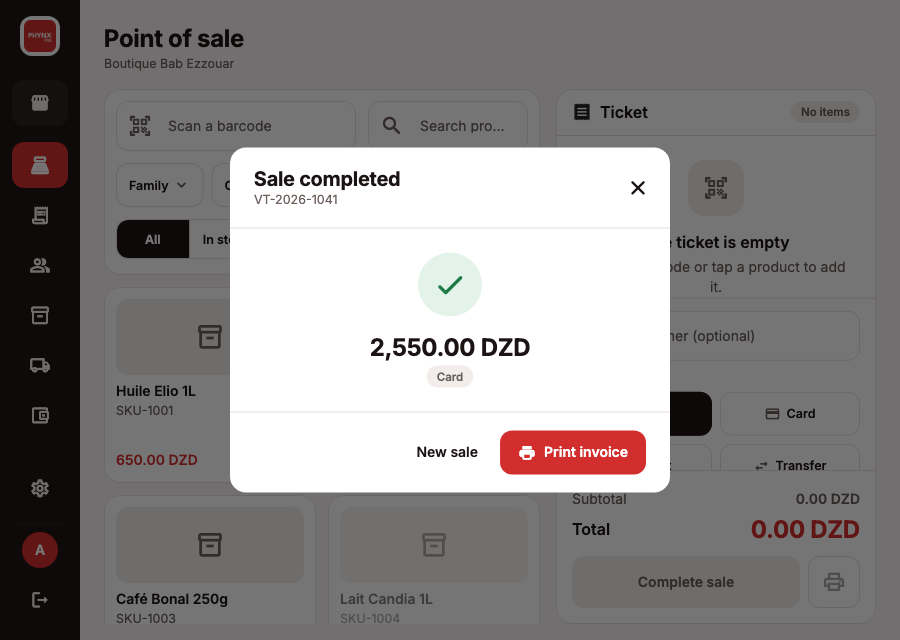 PHYNX
Point of sale
Boutique Bab Ezzouar
Scan a barcode
Search pro...
Ticket
No items
Family
All
In
ticket is empty
or tap a product to add
it.
Sale completed
VT-2026-1041
2,550.00 DZD
Card
New sale
Print invoice
(optional)
Card
Transfer
Huile Elio 1L
SKU-1001
650.00 DZD
Café Bonal 250g
SKU-1003
Lait Candia 1L
SKU-1004
Subtotal
0.00 DZD
Total
0.00 DZD
Complete sale
A